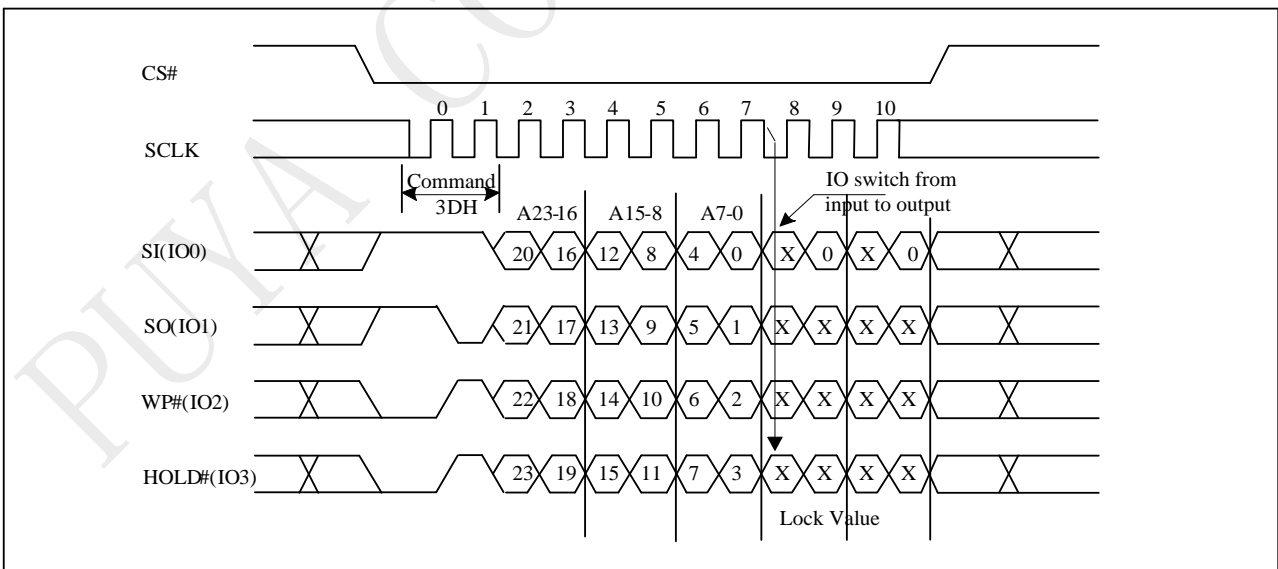 PUYA CO
CS#
0 1 2 3 4 5 6 7 8 9 10
SCLK
Command
3DH
IO switch from
input to output
A23-16 A15-8 A7-0
SI(IO0) 20 16 12 8 4 0 X 0 X 0
SO(IO1) 21 17 13 9 5 1 X X X X
WP#(IO2) 22 18 14 10 6 2 X X X X
HOLD#(IO3) 23 19 15 11 7 3 X X X X
Lock Value